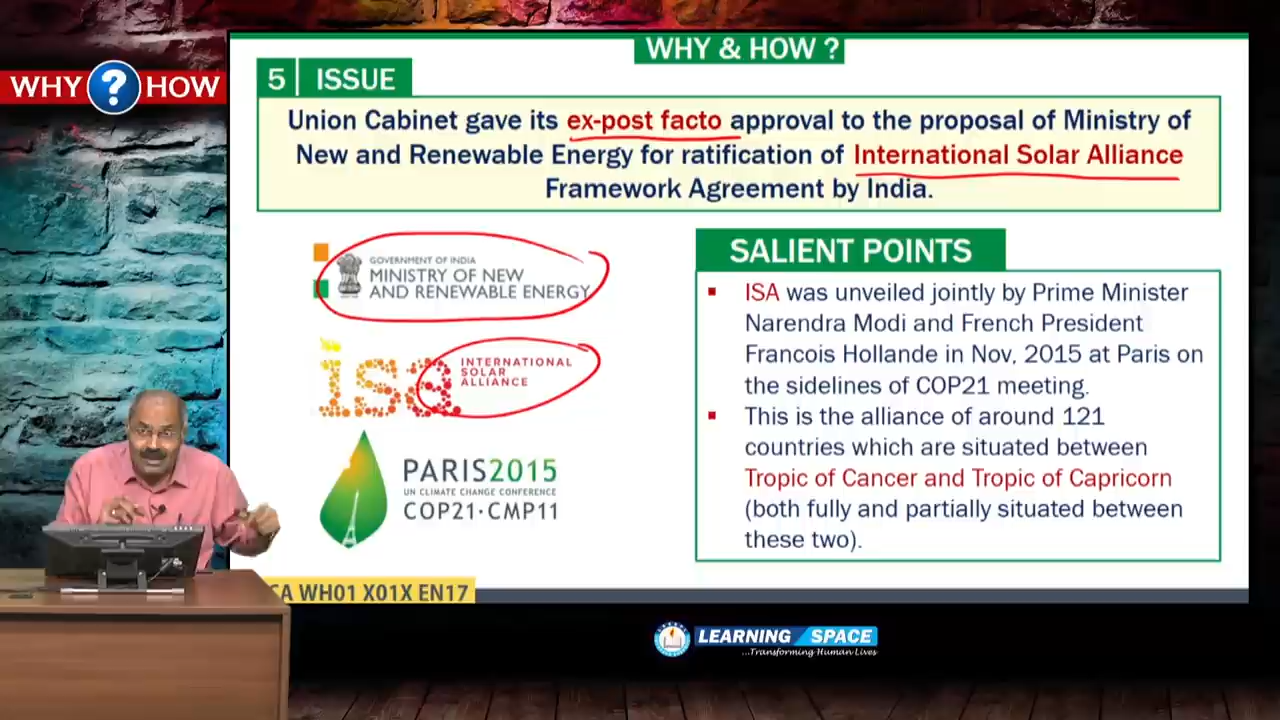 WHY & HOW ?
WHY ? HOW
5 ISSUE
Union Cabinet gave its ex-post facto approval to the proposal of Ministry of
New and Renewable Energy for ratification of International Solar Alliance
Framework Agreement by India.
GOVERNMENT OF INDIA
MINISTRY OF NEW
AND RENEWABLE ENERGY
isa INTERNATIONAL
SOLAR
ALLIANCE
PARIS2015
UN CLIMATE CHANGE CONFERENCE
COP21·CMP11
SALIENT POINTS
▪ ISA was unveiled jointly by Prime Minister
Narendra Modi and French President
Francois Hollande in Nov, 2015 at Paris on
the sidelines of COP21 meeting.
▪ This is the alliance of around 121
countries which are situated between
Tropic of Cancer and Tropic of Capricorn
(both fully and partially situated between
these two).
CA WH01 X01X EN17
LEARNING SPACE
...Transforming Human Lives